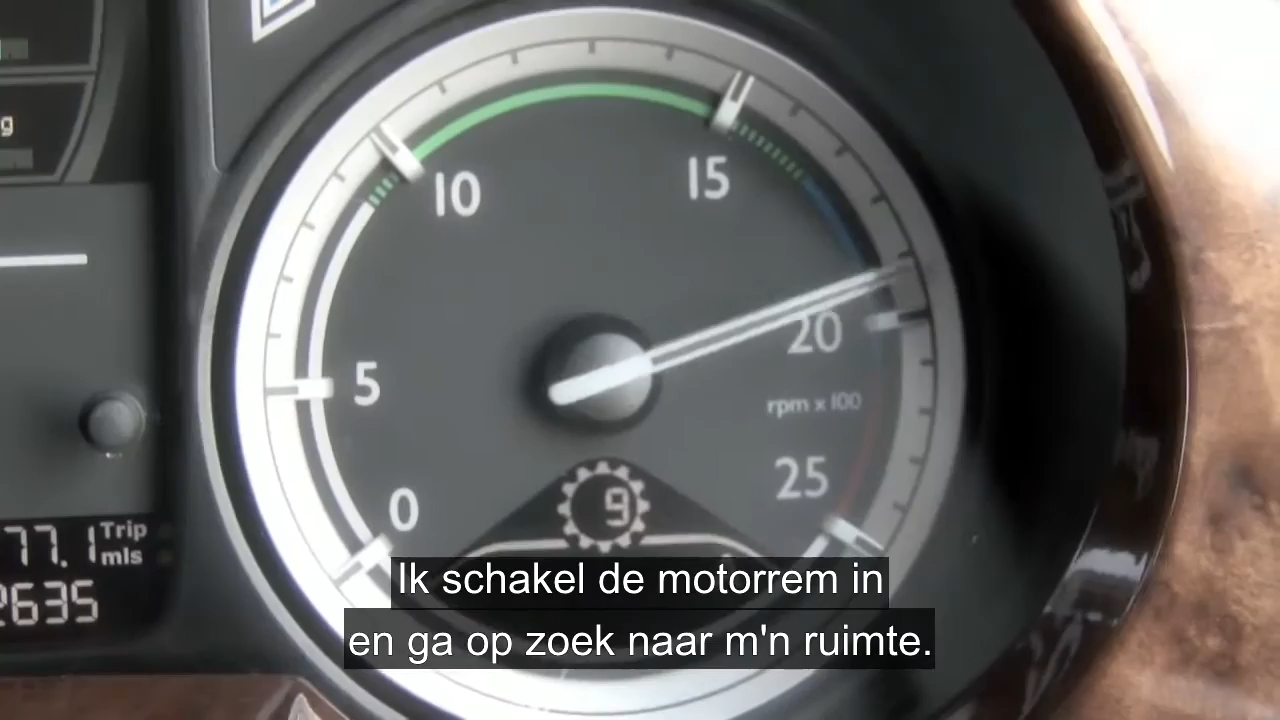 g
10
15
5
20
rpm x 100
25
0
9
77.1 Trip
mls
2635
Ik schakel de motorrem in
en ga op zoek naar m'n ruimte.